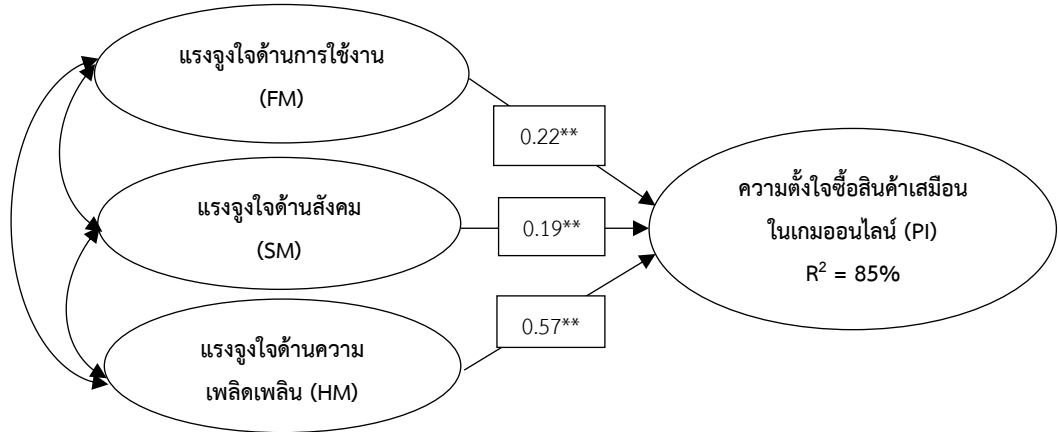 แรงจูงใจด้านการใช้งาน
(FM)
0.22**
แรงจูงใจด้านสังคม
(SM)
0.19**
แรงจูงใจด้านความ
เพลิดเพลิน (HM)
0.57**
ความตั้งใจซื้อสินค้าเสมือน
ในเกมออนไลน์ (PI)
R² = 85%